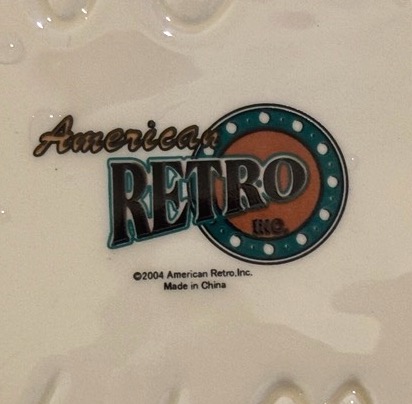 American
RETRO
INC.
©2004 American Retro,Inc.
Made in China